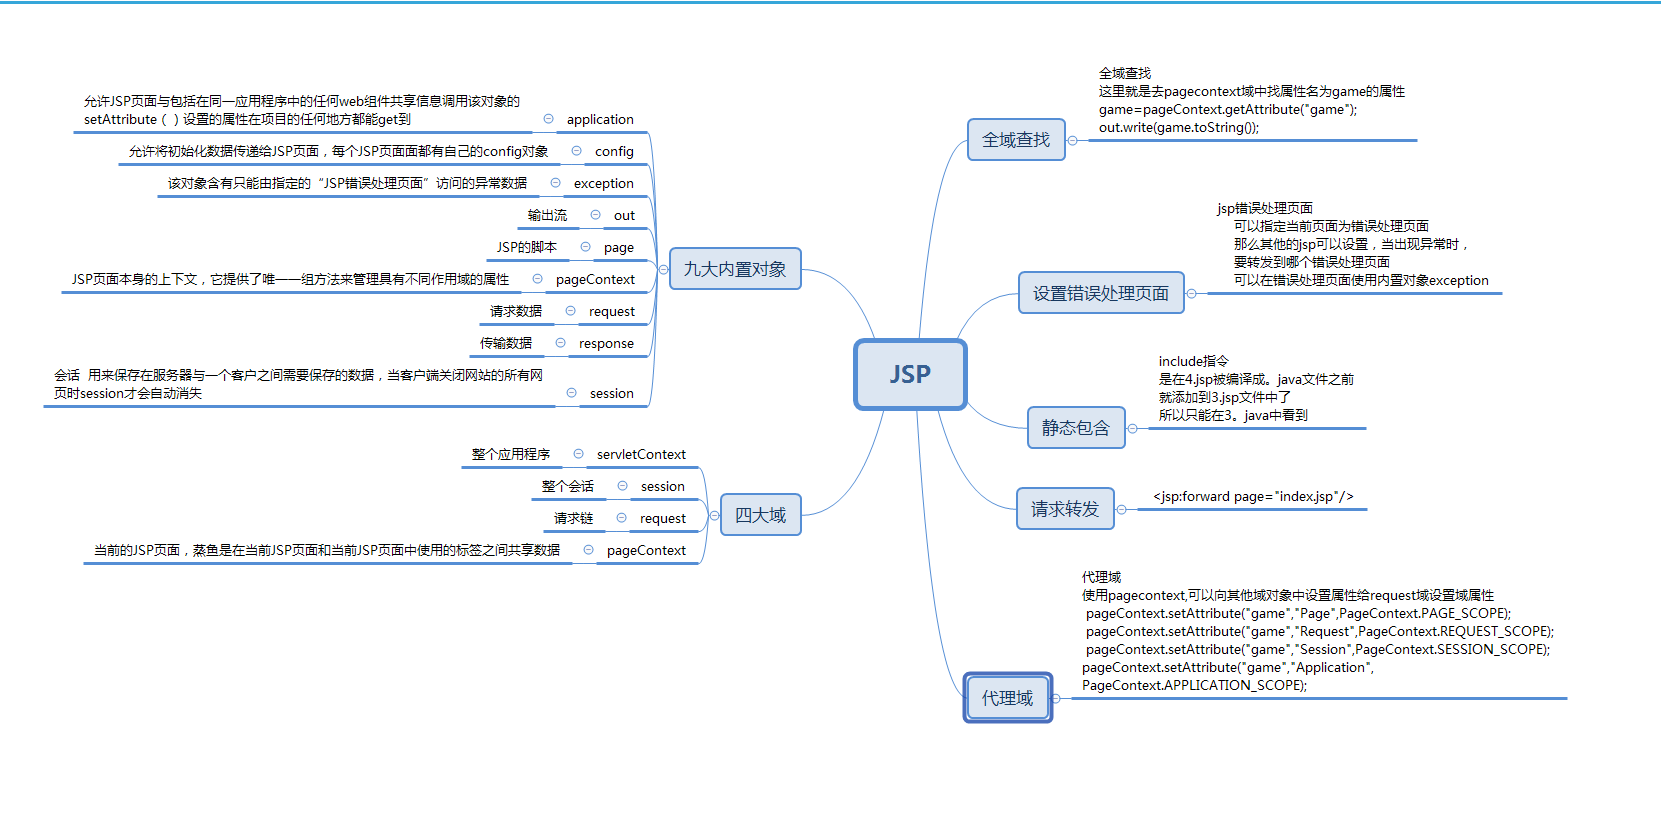 JSP
九大内置对象
允许JSP页面与包括在同一应用程序中的任何web组件共享信息调用该对象的
setAttribute（）设置的属性在项目的任何地方都能get到
application
允许将初始化数据传递给JSP页面，每个JSP页面面都有自己的config对象
config
该对象含有只能由指定的“JSP错误处理页面”访问的异常数据
exception
输出流
out
JSP的脚本
page
JSP页面本身的上下文，它提供了唯一一组方法来管理具有不同作用域的属性
pageContext
请求数据
request
传输数据
response
会话  用来保存在服务器与一个客户之间需要保存的数据，当客户端关闭网站的所有网
页时session才会自动消失
session
四大域
整个应用程序
servletContext
整个会话
session
请求链
request
当前的JSP页面，蒸鱼是在当前JSP页面和当前JSP页面中使用的标签之间共享数据
pageContext
全域查找
全域查找
这里就是去pagecontext域中找属性名为game的属性
game=pageContext.getAttribute("game");
out.write(game.toString());
设置错误处理页面
jsp错误处理页面
可以指定当前页面为错误处理页面
那么其他的jsp可以设置，当出现异常时，
要转发到哪个错误处理页面
可以在错误处理页面使用内置对象exception
静态包含
include指令
是在4.jsp被编译成。java文件之前
就添加到3.jsp文件中了
所以只能在3。java中看到
请求转发
<jsp:forward page="index.jsp"/>
代理域
代理域
使用pagecontext,可以向其他域对象中设置属性给request域设置域属性
pageContext.setAttribute("game","Page",PageContext.PAGE_SCOPE);
pageContext.setAttribute("game","Request",PageContext.REQUEST_SCOPE);
pageContext.setAttribute("game","Session",PageContext.SESSION_SCOPE);
pageContext.setAttribute("game","Application",
PageContext.APPLICATION_SCOPE);